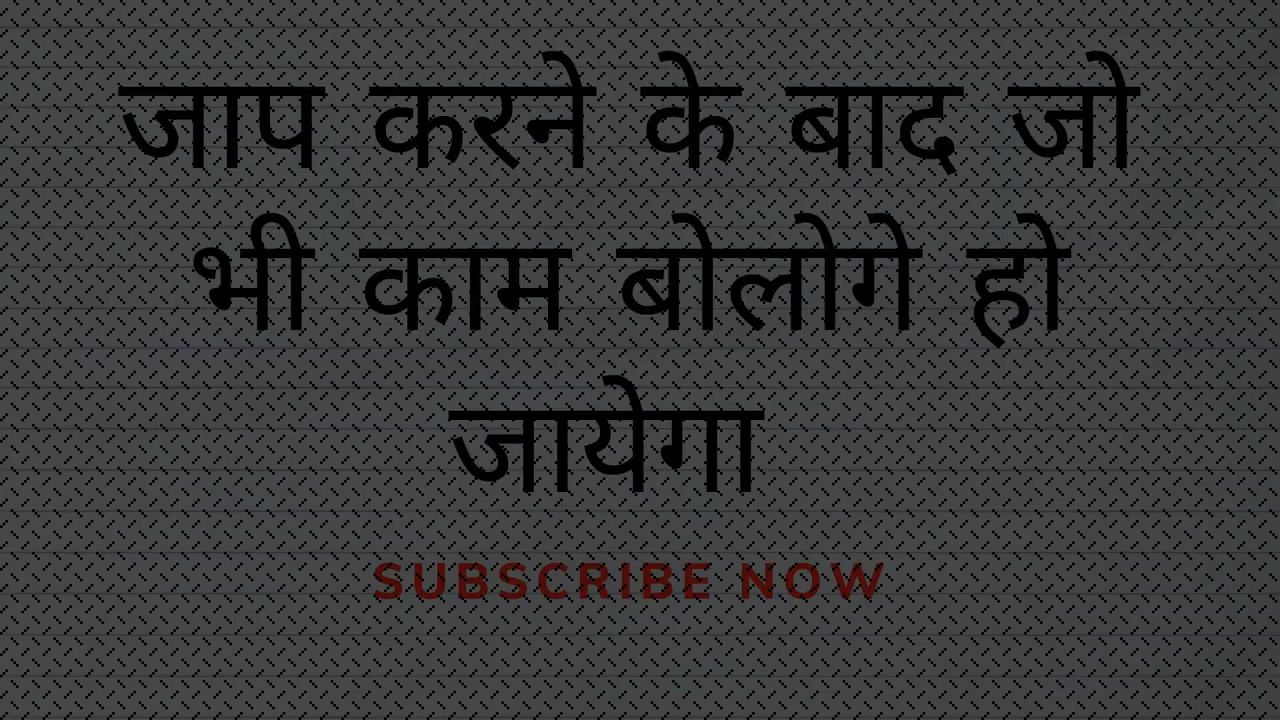 जाप करने के बाद जो
भी काम बोलोगे हो
जायेगा
SUBSCRIBE NOW